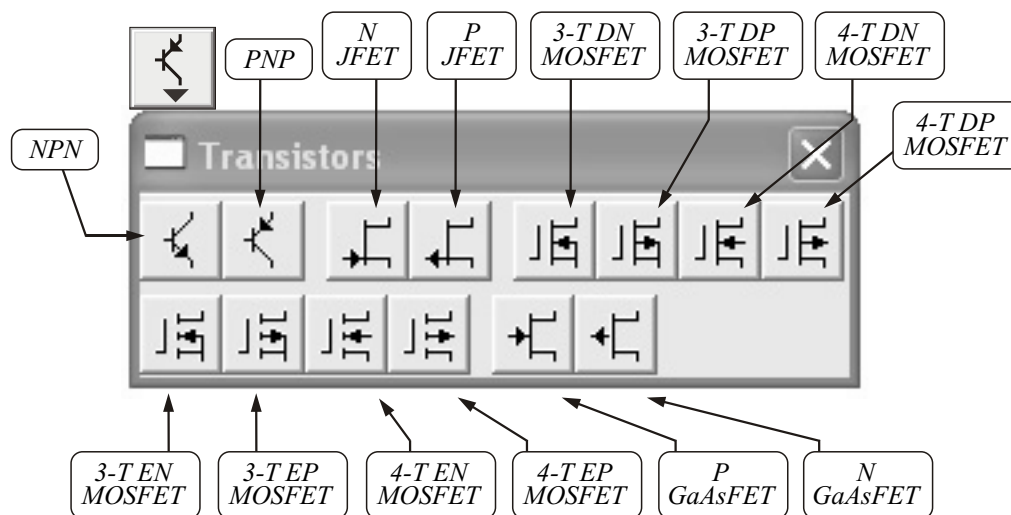 N
JFET
P
JFET
3-T DN
MOSFET
3-T DP
MOSFET
4-T DN
MOSFET
PNP
4-T DP
MOSFET
NPN
Transistors
3-T EN
MOSFET
3-T EP
MOSFET
4-T EN
MOSFET
4-T EP
MOSFET
P
GaAsFET
N
GaAsFET